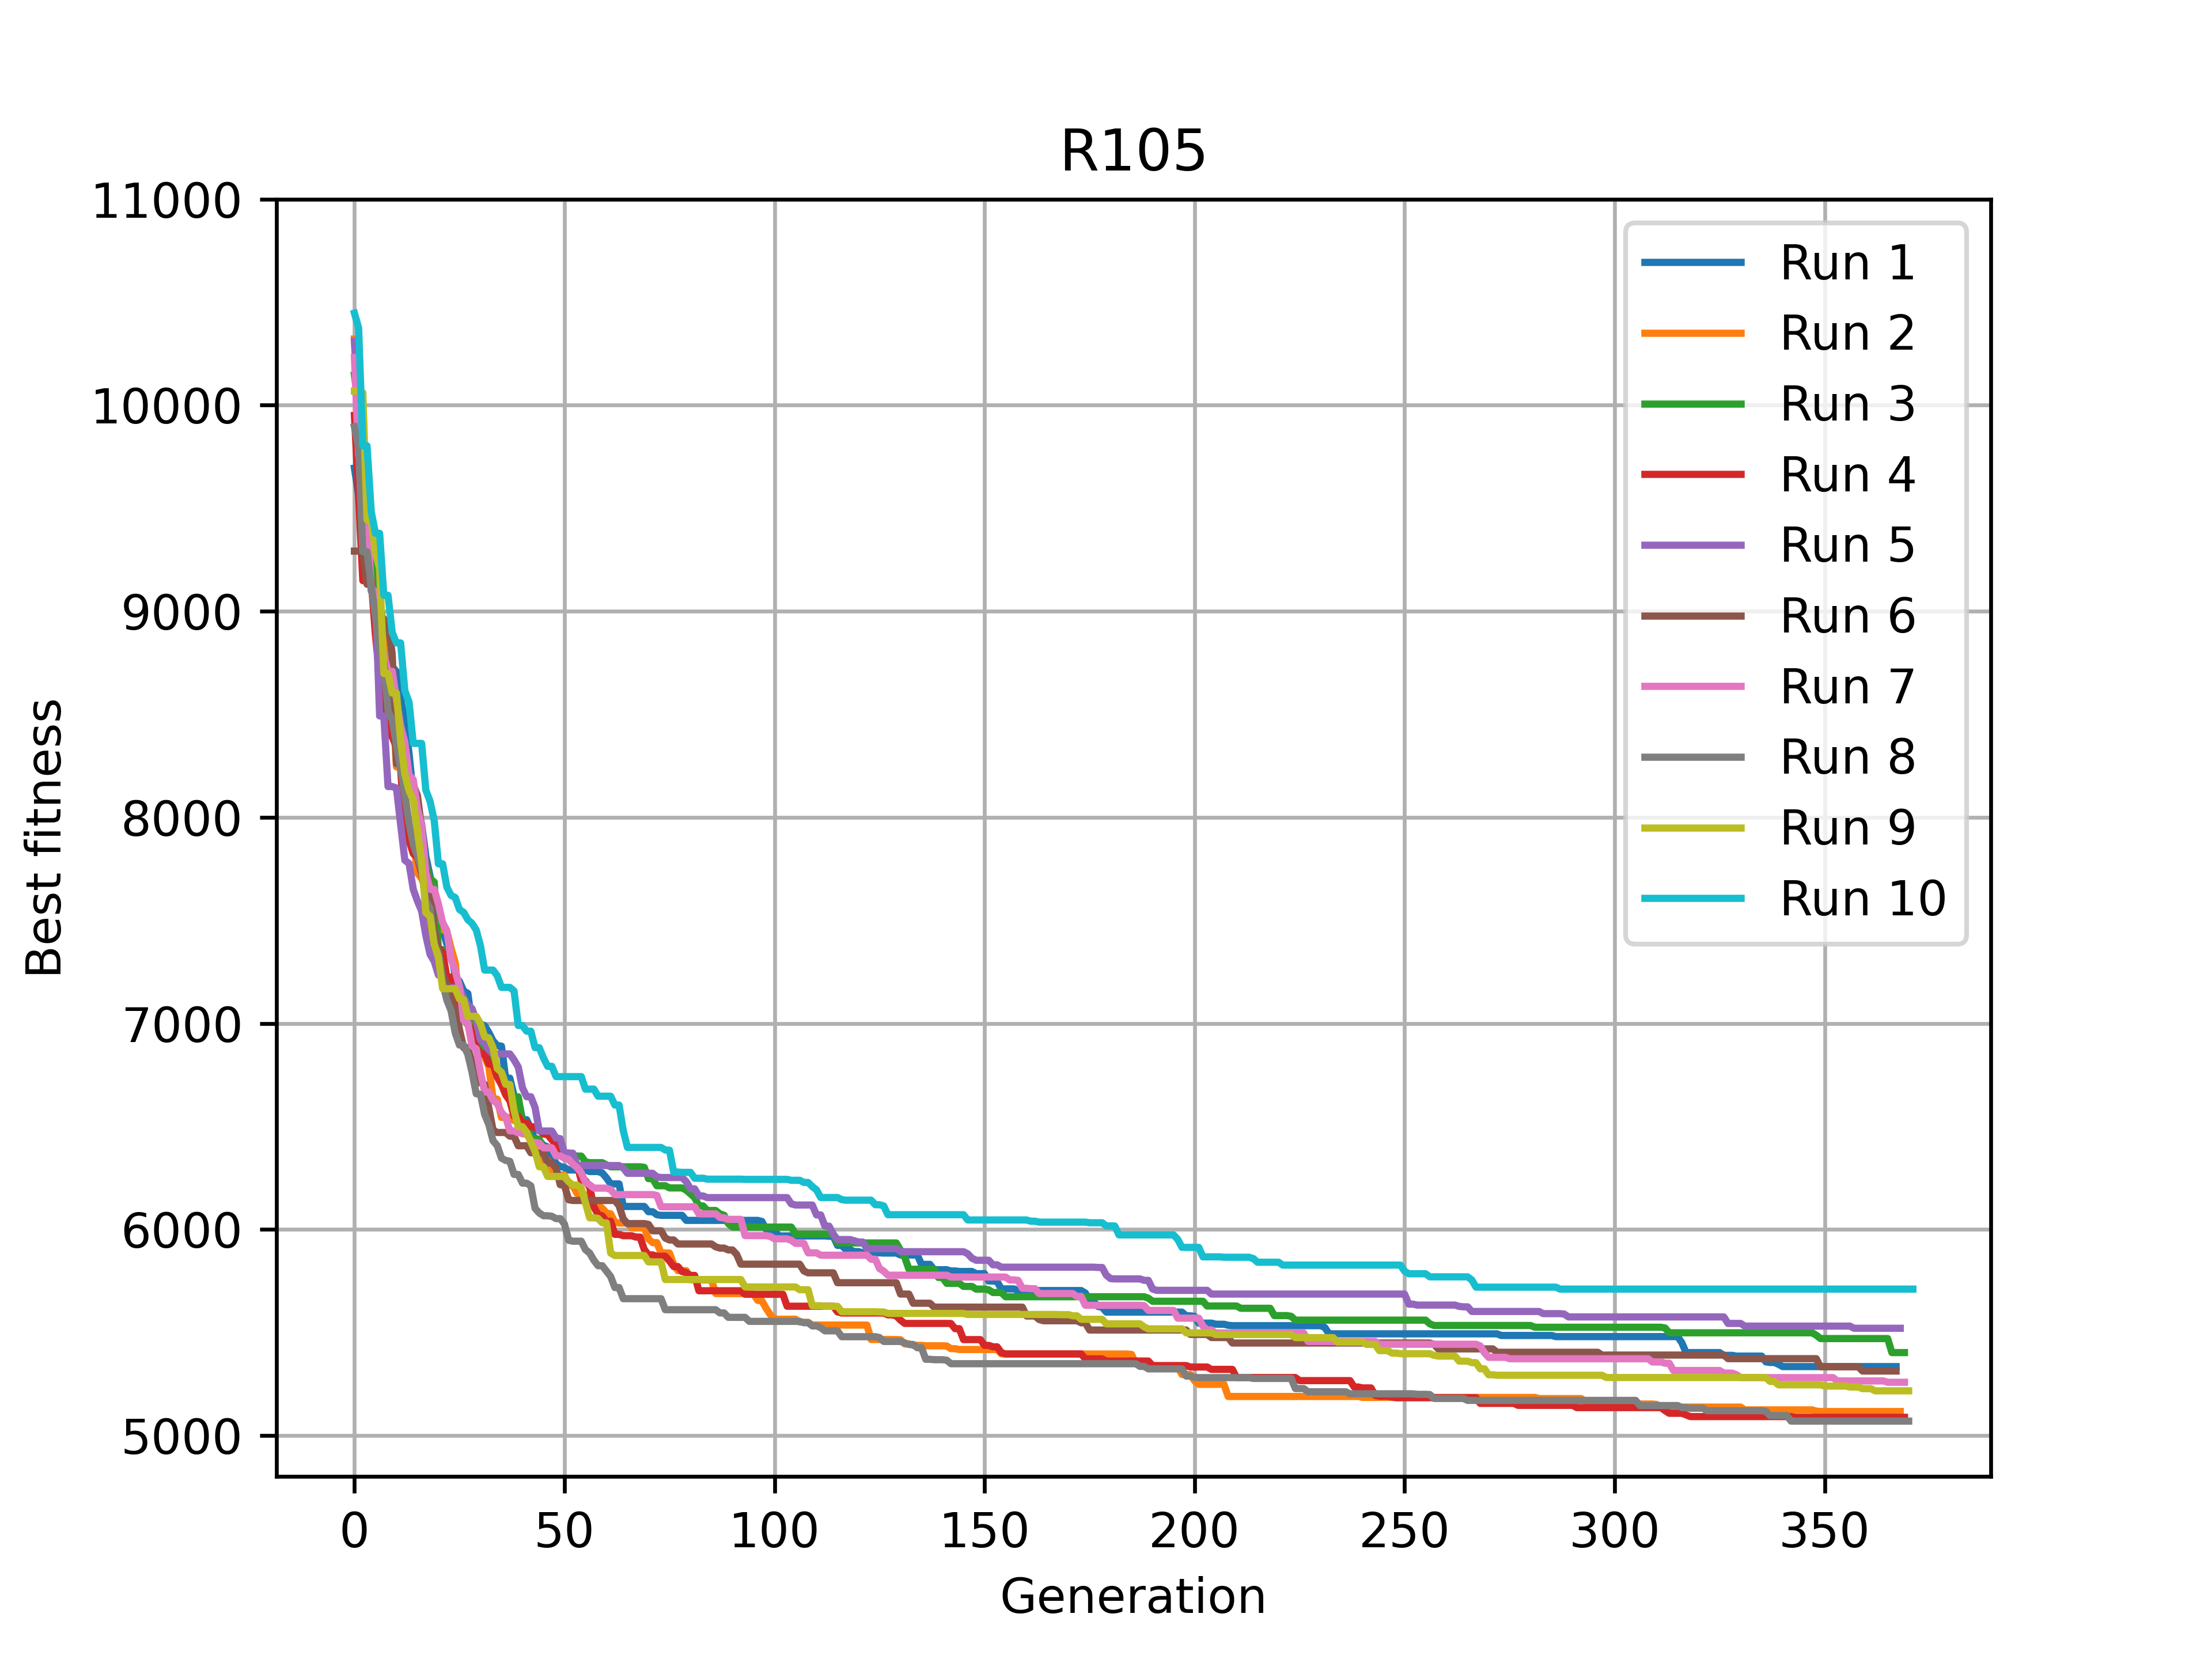 R105
11000
10000
9000
8000
7000
6000
5000
Best fitness
0 50 100 150 200 250 300 350
Generation
Run 1
Run 2
Run 3
Run 4
Run 5
Run 6
Run 7
Run 8
Run 9
Run 10